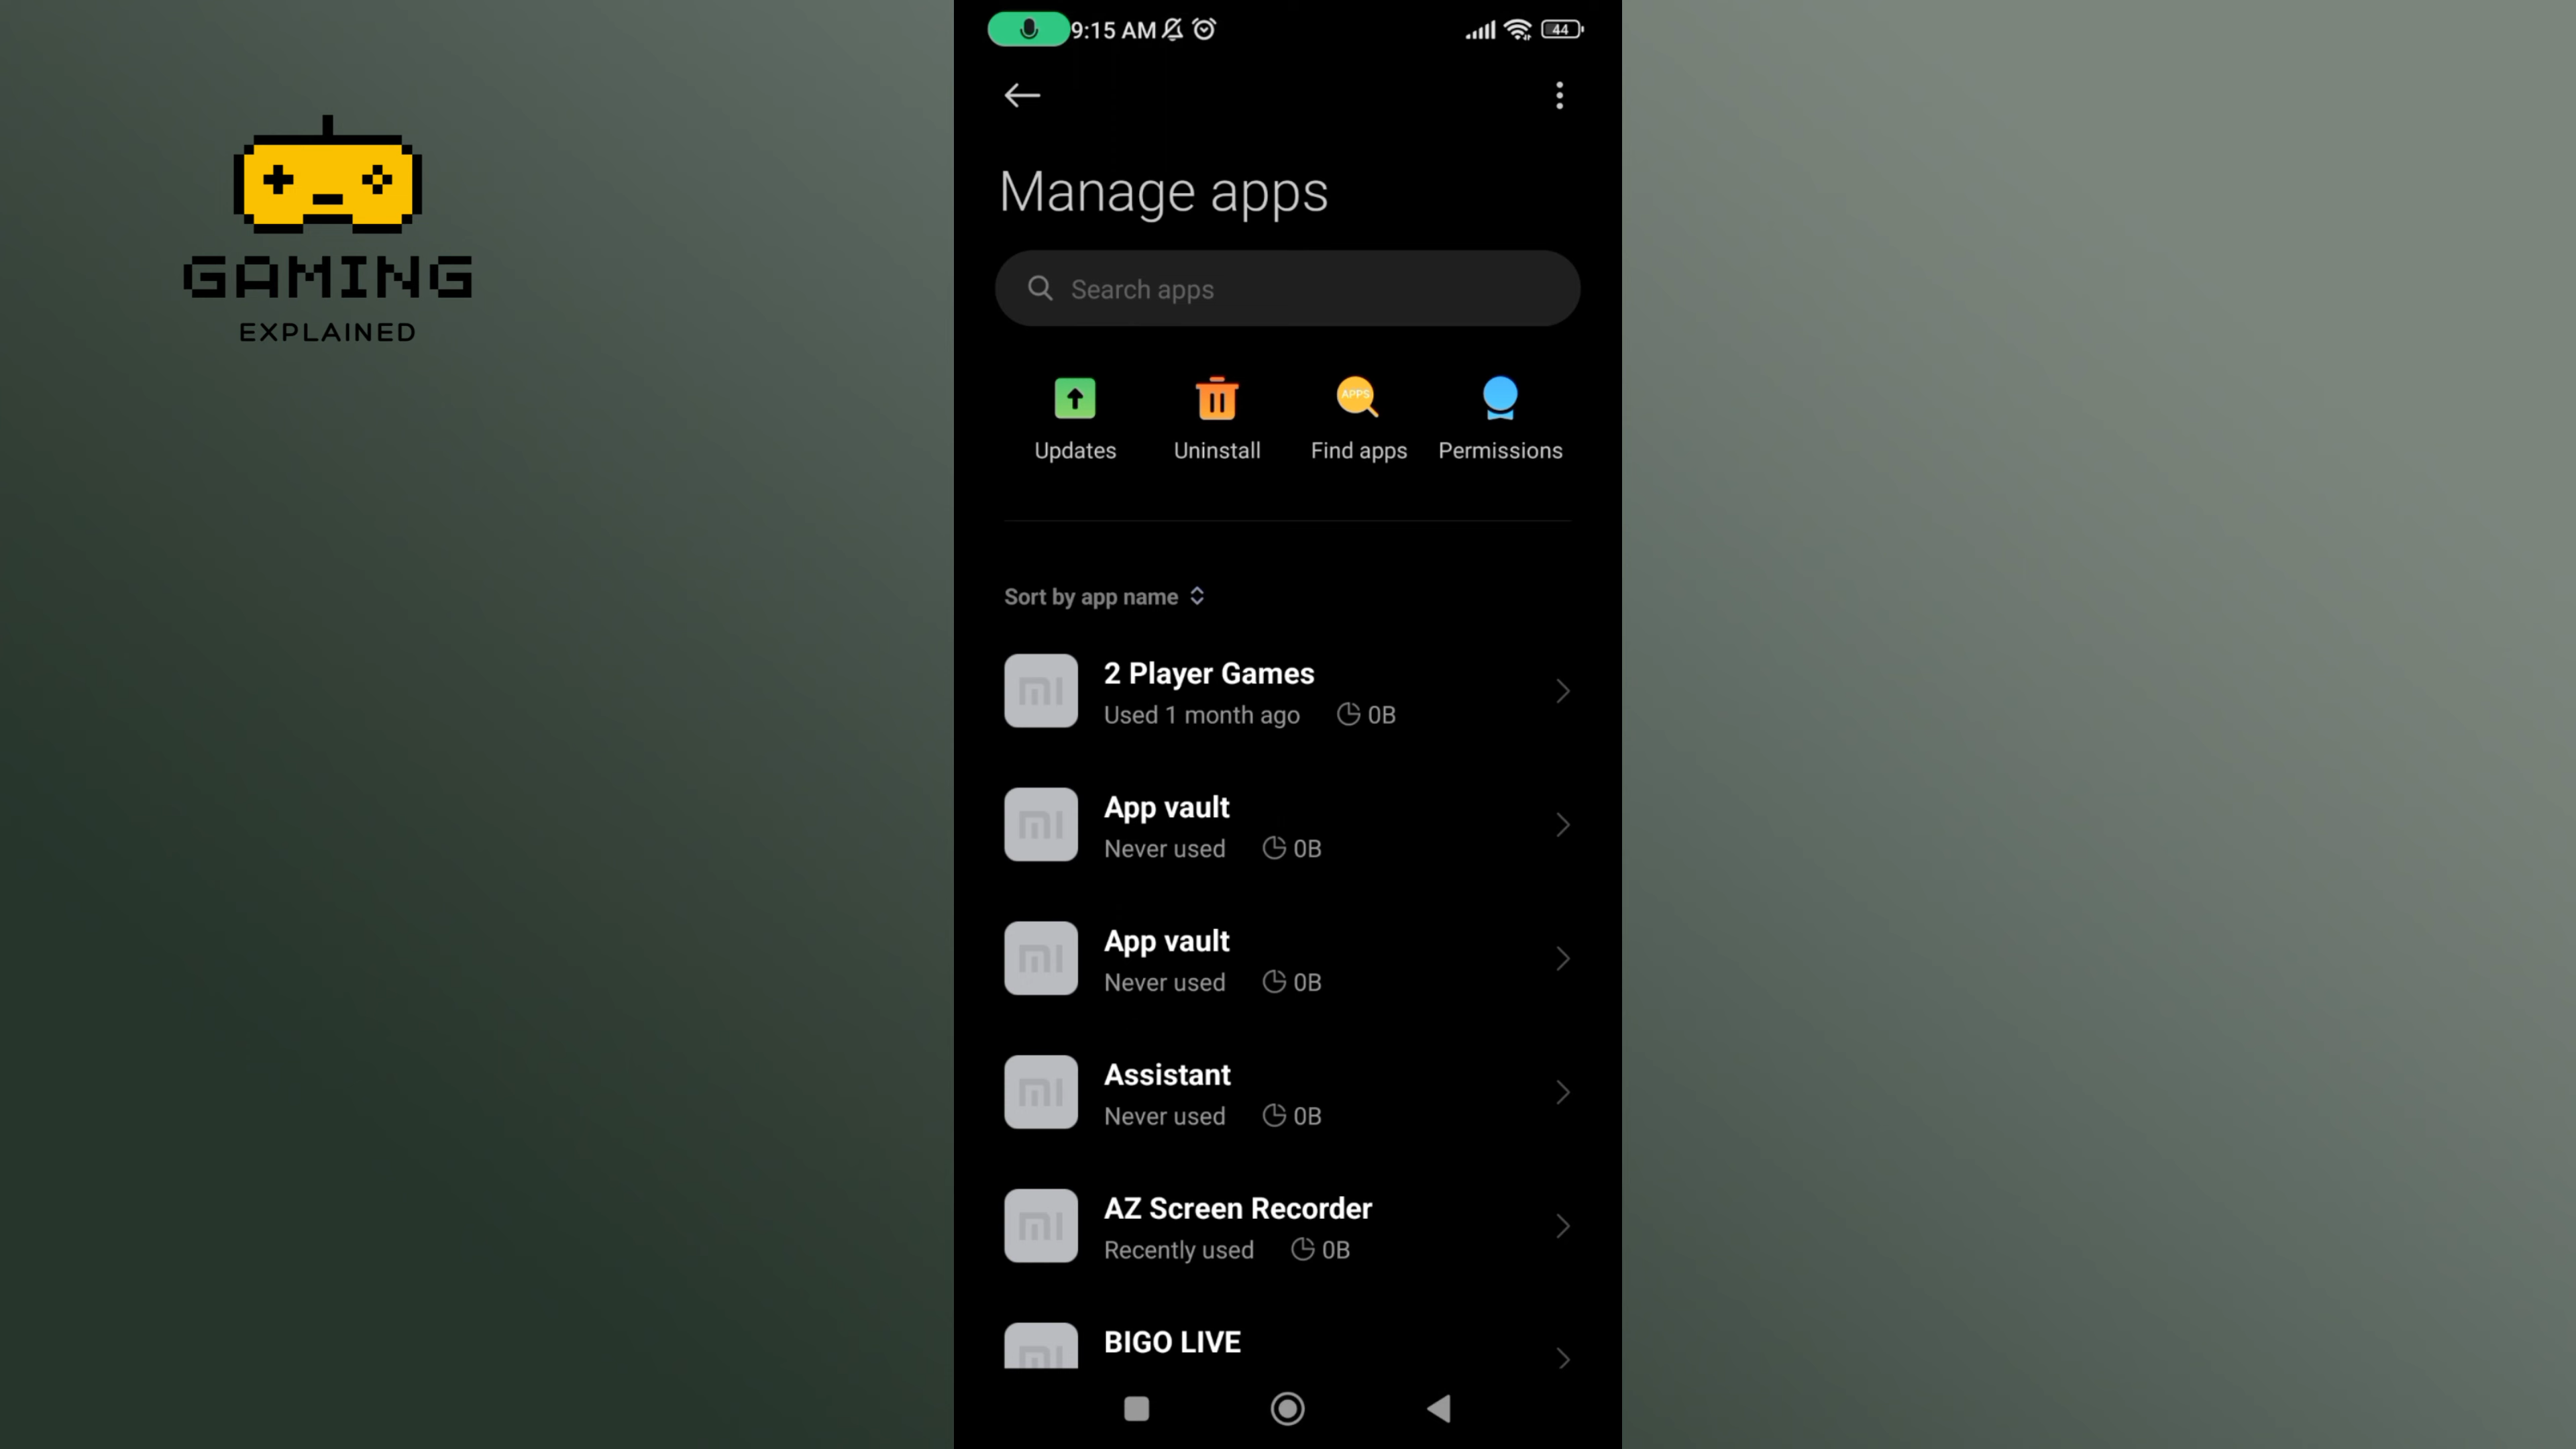 GAMING
EXPLAINED
9:15 AM
44
Manage apps
Search apps
APPS
Updates
Uninstall
Find apps
Permissions
Sort by app name
2 Player Games
Used 1 month ago 0B
App vault
Never used 0B
App vault
Never used 0B
Assistant
Never used 0B
AZ Screen Recorder
Recently used 0B
BIGO LIVE